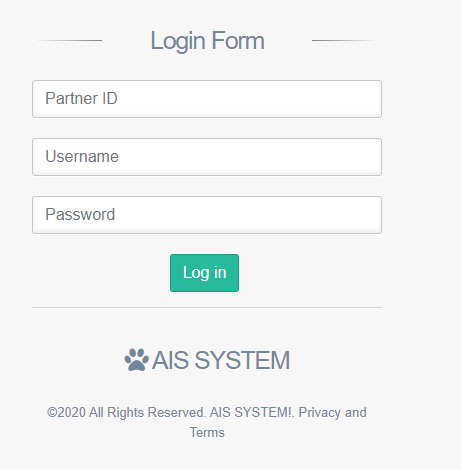 Login Form
Partner ID
Username
Password
Log in
AIS SYSTEM
©2020 All Rights Reserved. AIS SYSTEM!. Privacy and
Terms